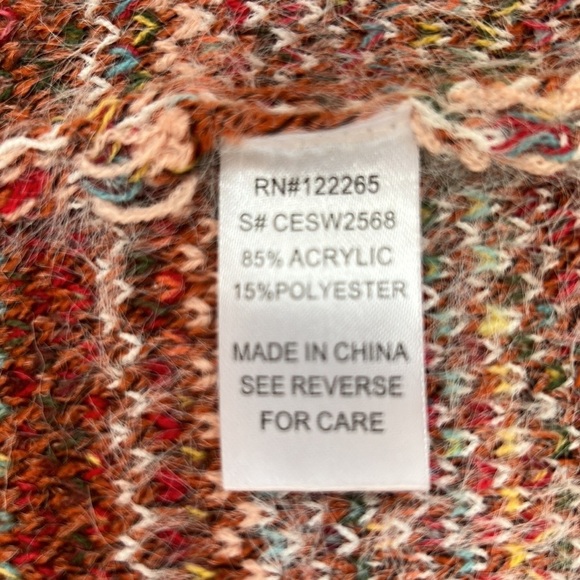 RN#122265
S# CESW2568
85% ACRYLIC
15%POLYESTER
MADE IN CHINA
SEE REVERSE
FOR CARE